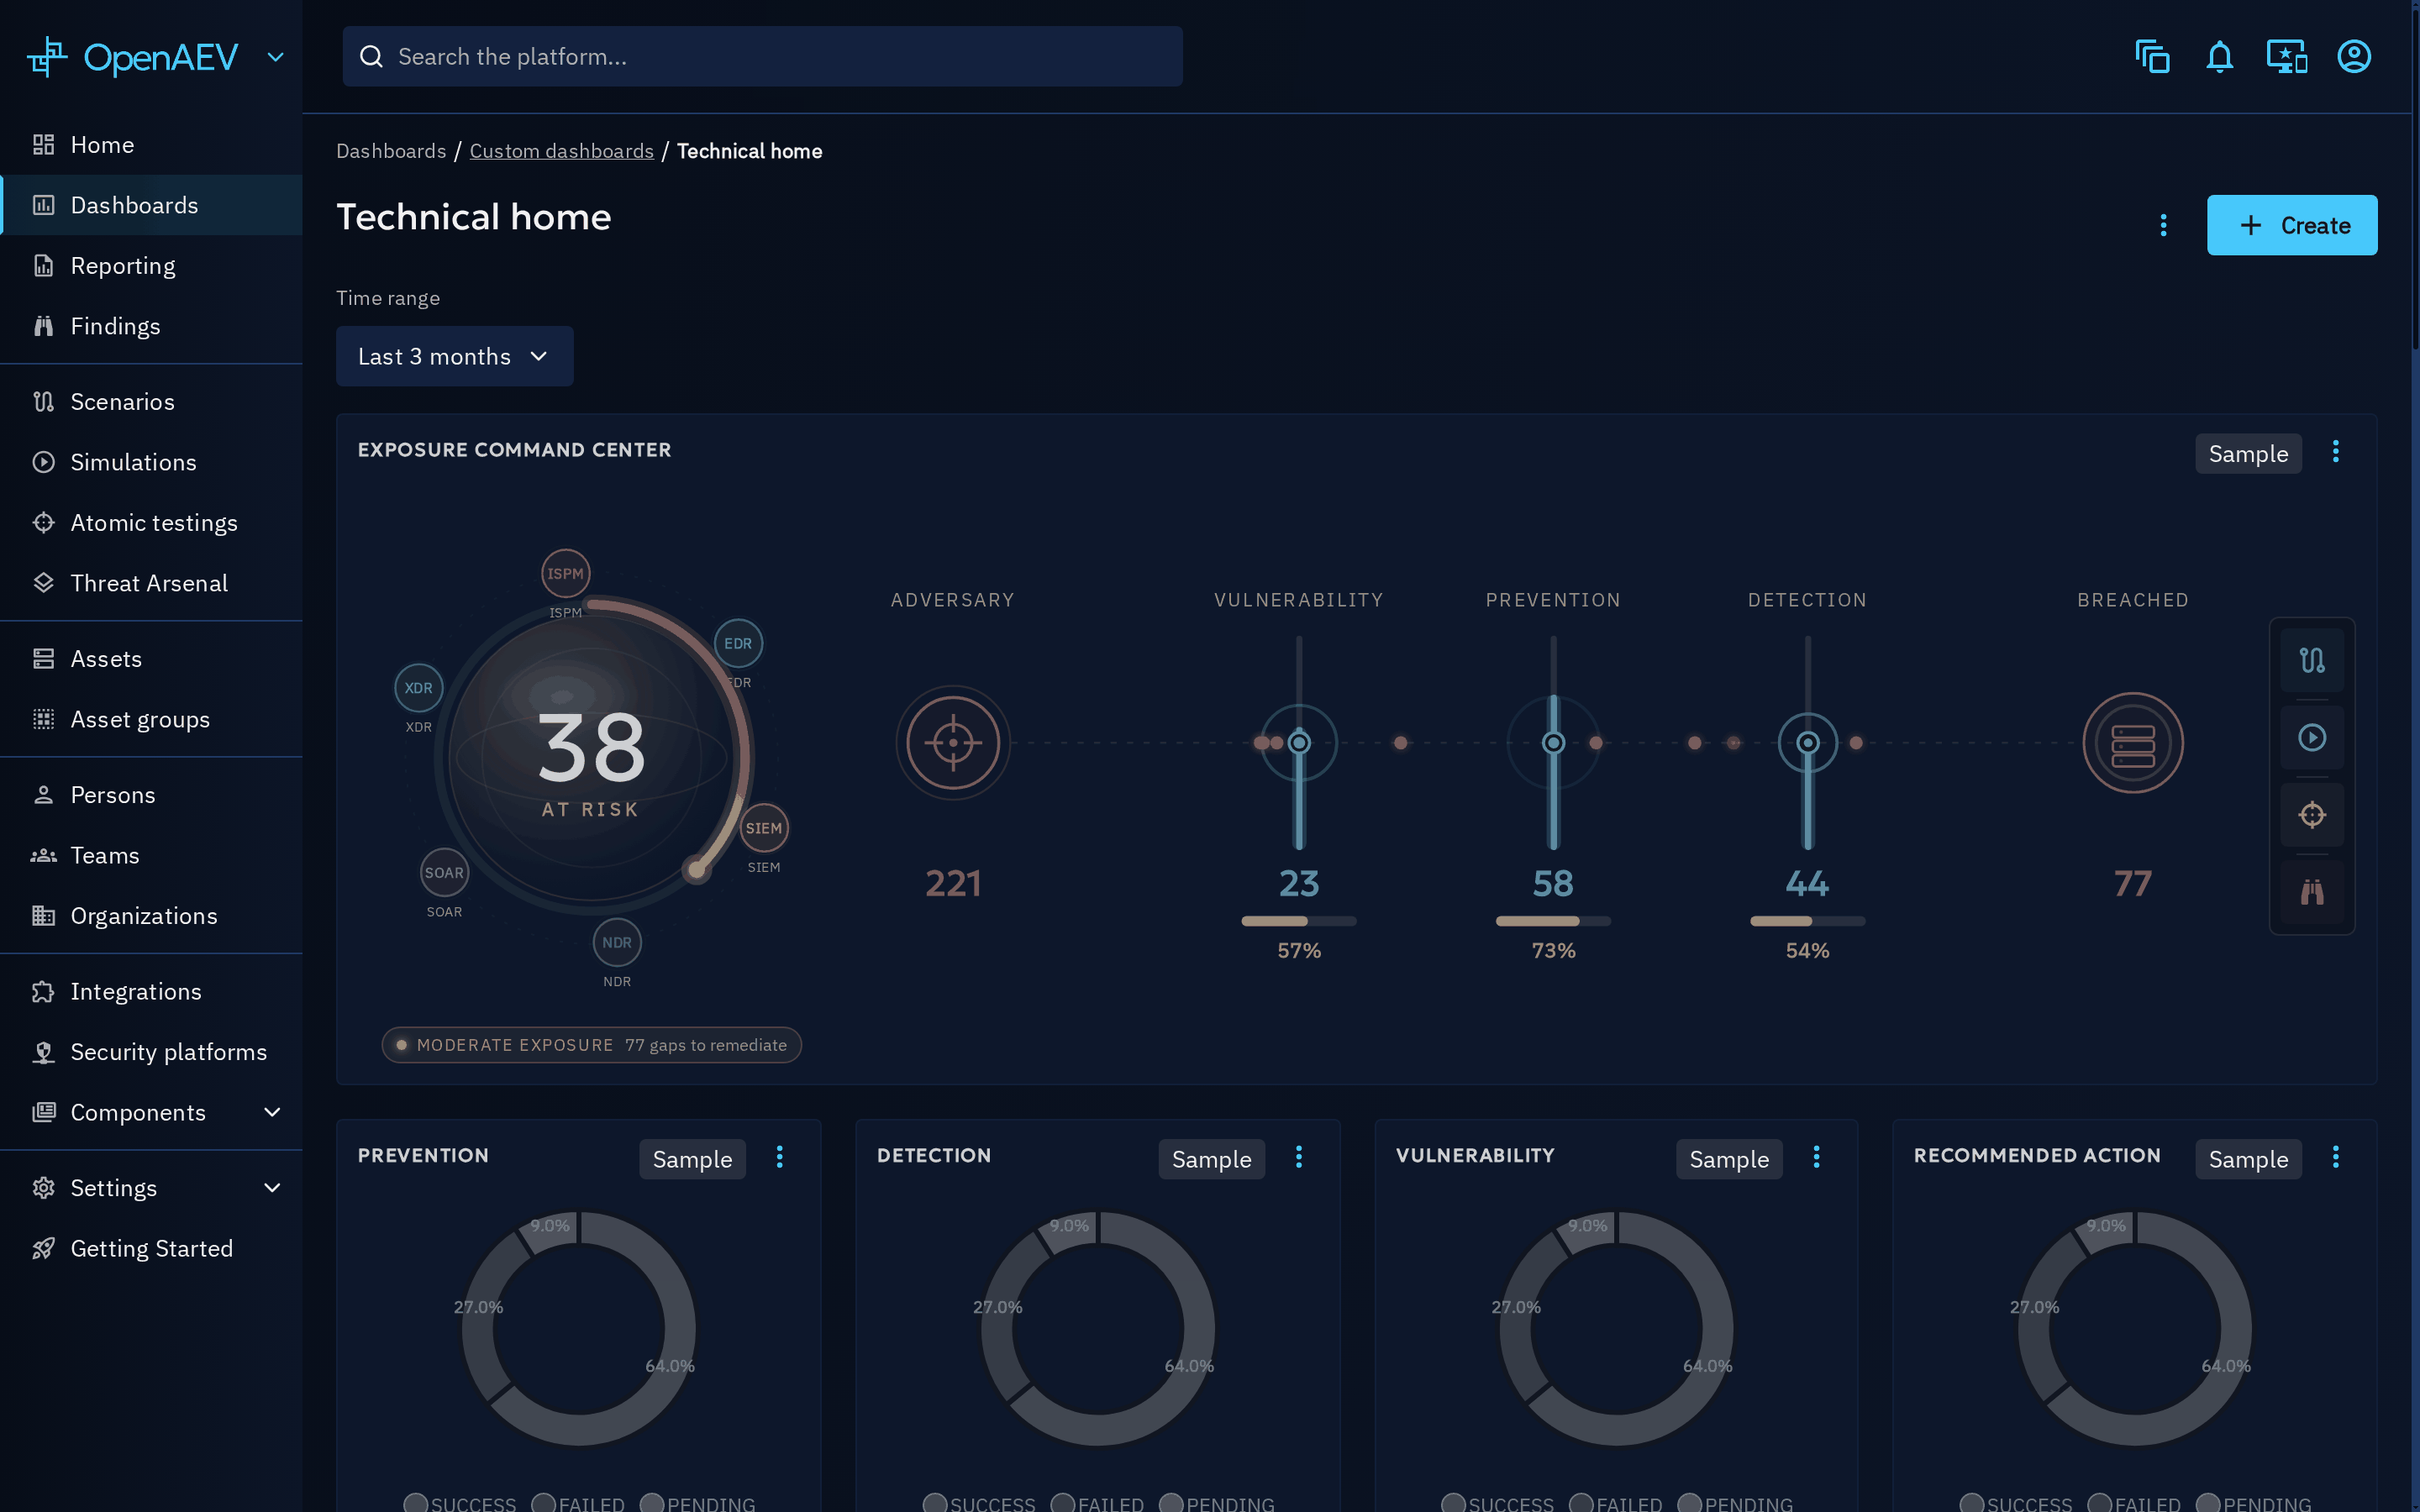 OpenAEV
Search the platform...
Home
Dashboards
Reporting
Findings
Scenarios
Simulations
Atomic testings
Threat Arsenal
Assets
Asset groups
Persons
Teams
Organizations
Integrations
Security platforms
Components
Settings
Getting Started
Dashboards / Custom dashboards / Technical home
Technical home
Create
Time range
Last 3 months
EXPOSURE COMMAND CENTER
Sample
ISPM
ISPM
EDR
EDR
XDR
XDR
38
AT RISK
SIEM
SIEM
SOAR
SOAR
NDR
NDR
MODERATE EXPOSURE 77 gaps to remediate
ADVERSARY
221
VULNERABILITY
23
57%
PREVENTION
58
73%
DETECTION
44
54%
BREACHED
77
PREVENTION
Sample
9.0%
27.0%
64.0%
SUCCESS FAILED PENDING
DETECTION
Sample
9.0%
27.0%
64.0%
SUCCESS FAILED PENDING
VULNERABILITY
Sample
9.0%
27.0%
64.0%
SUCCESS FAILED PENDING
RECOMMENDED ACTION
Sample
9.0%
27.0%
64.0%
SUCCESS FAILED PENDING